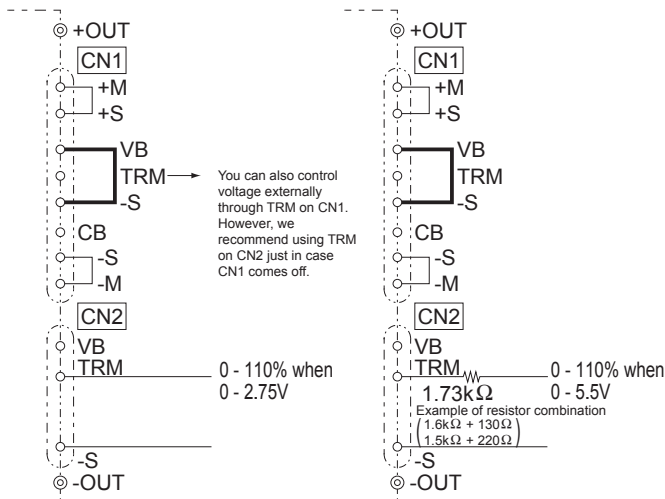 +OUT
CN1
+M
+S
VB
TRM
-S
CB
-S
-M
You can also control
voltage externally
through TRM on CN1.
However, we
recommend using TRM
on CN2 just in case
CN1 comes off.
CN2
VB
TRM
0 - 110% when
0 - 2.75V
-S
-OUT
+OUT
CN1
+M
+S
VB
TRM
-S
CB
-S
-M
CN2
VB
TRM
1.73kΩ
0 - 110% when
0 - 5.5V
Example of resistor combination
(1.6kΩ + 130Ω
1.5kΩ + 220Ω)
-S
-OUT